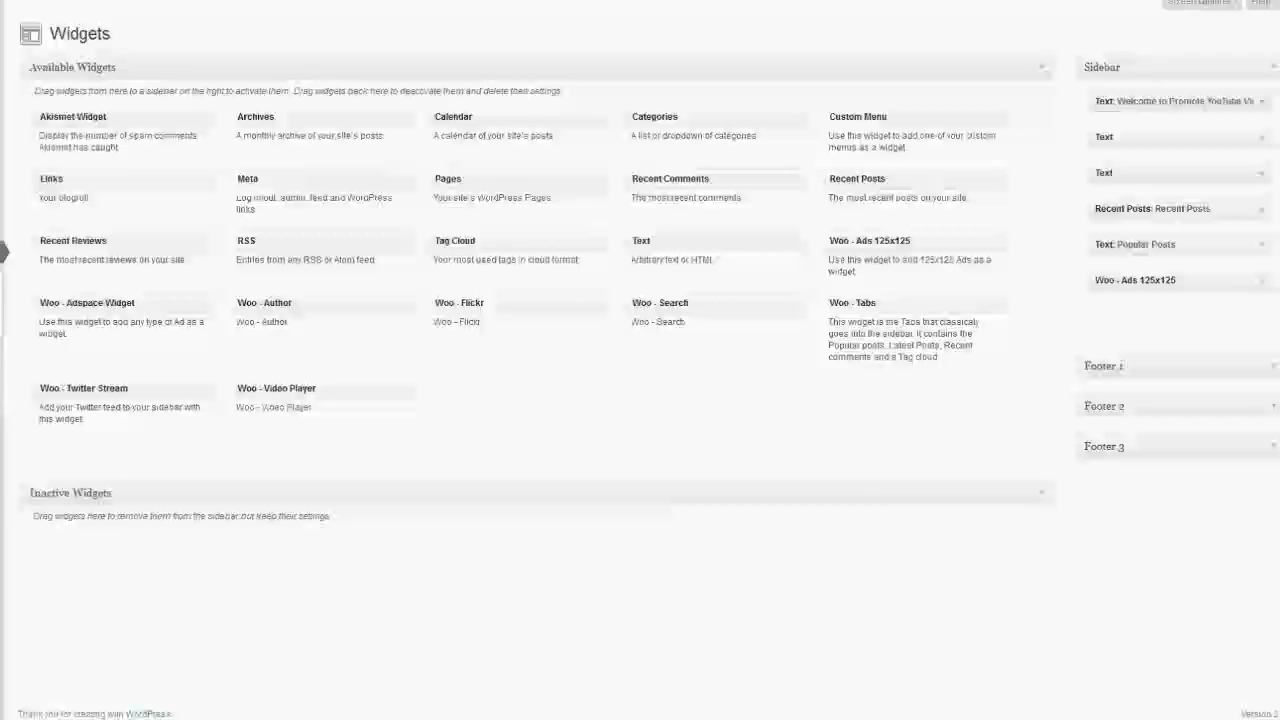 Screen Options
Help
Widgets
Available Widgets
Sidebar
Drag widgets from here to a sidebar on the right to activate them. Drag widgets back here to deactivate them and delete their settings.
Text: Welcome to Promote YouTube Vi
Akismet Widget
Archives
Calendar
Categories
Custom Menu
Display the number of spam comments
Akismet has caught
A monthly archive of your site's posts
A calendar of your site's posts
A list or dropdown of categories
Use this widget to add one of your custom
menus as a widget.
Text
Links
Meta
Pages
Recent Comments
Recent Posts
Text
Your blogroll
Log in/out, admin, feed and WordPress
links
Your site's WordPress Pages
The most recent comments
The most recent posts on your site
Recent Posts: Recent Posts
Recent Reviews
RSS
Tag Cloud
Text
Woo - Ads 125x125
Text: Popular Posts
The most recent reviews on your site
Entries from any RSS or Atom feed
Your most used tags in cloud format
Arbitrary text or HTML
Use this widget to add 125x125 Ads as a
widget.
Woo - Ads 125x125
Woo - Adspace Widget
Woo - Author
Woo - Flickr
Woo - Search
Woo - Tabs
Use this widget to add any type of Ad as a
widget.
Woo - Author
Woo - Flickr
Woo - Search
This widget is the Tabs that classicaly
goes into the sidebar. It contains the
Popular posts, Latest Posts, Recent
comments and a Tag cloud.
Footer 1
Woo - Twitter Stream
Woo - Video Player
Add your Twitter feed to your sidebar with
this widget.
Woo - Video Player
Footer 2
Footer 3
Inactive Widgets
Drag widgets here to remove them from the sidebar but keep their settings.
Thank you for creating with WordPress.
Version 3